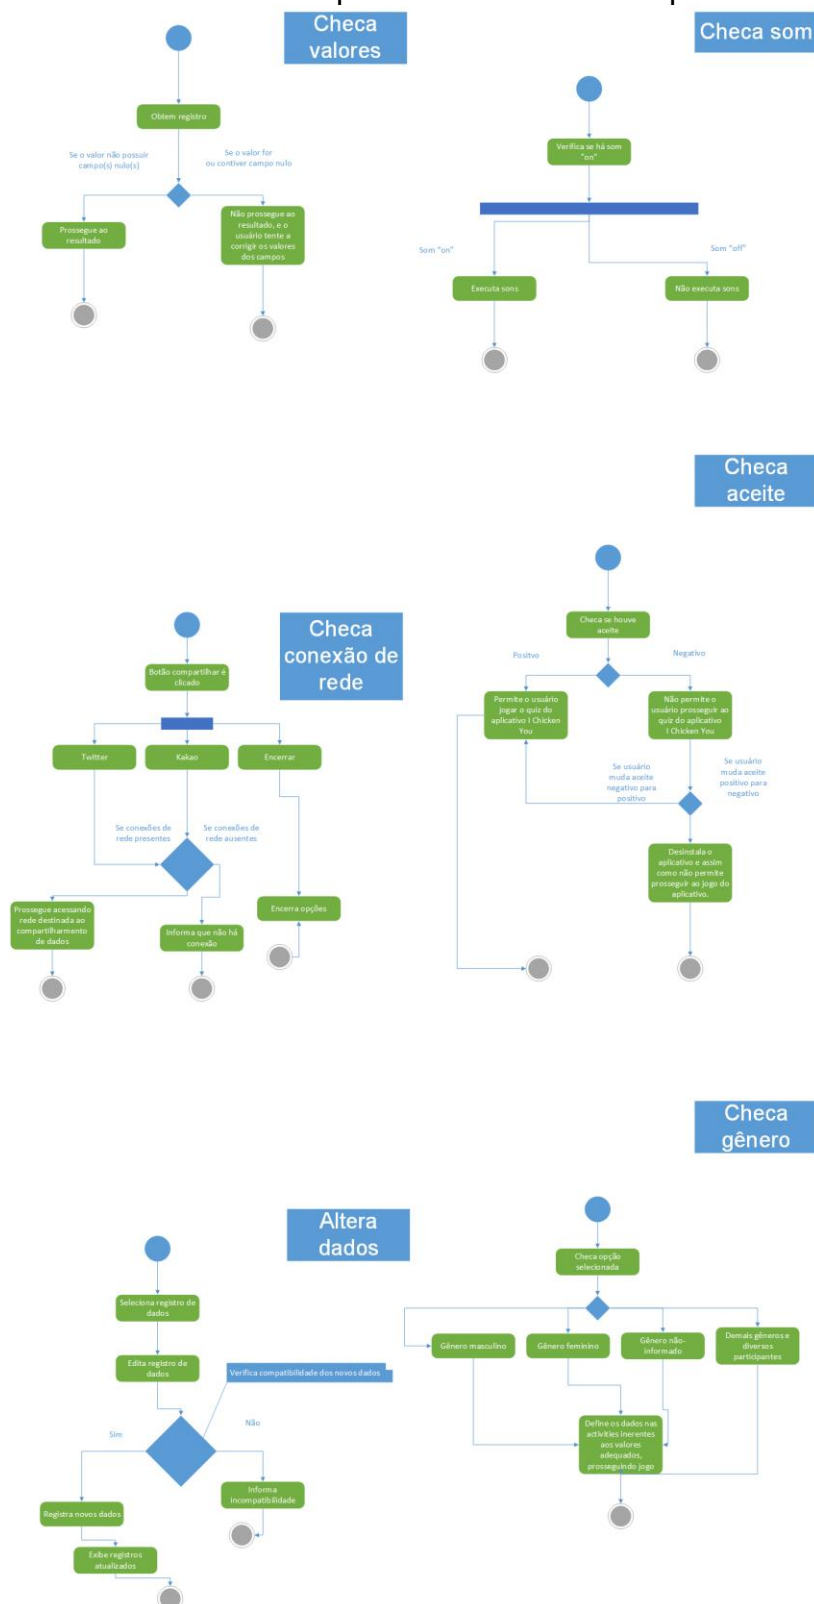 Checa
valores
Obtem registro
Se o valor não possuir
campo(s) nulo(s)
Se o valor for
ou contiver campo nulo
Prossegue ao
resultado
Não prossegue ao
resultado, e o
usuário tente a
corrigir os valores
dos campos
Checa som
Verifica se há som
"on"
Som "on"
Som "off"
Executa sons
Não executa sons
Checa
aceite
Checa se houve
aceite
Positvo
Negativo
Permite o usuário
jogar o quiz do
aplicativo I Chicken
You
Não permite o
usuário prosseguir ao
quiz do aplicativo
I Chicken You
Se usuário
muda aceite
negativo para
positivo
Se usuário
muda aceite
positivo para
negativo
Desinstala o
aplicativo e assim
como não permite
prosseguir ao jogo do
aplicativo.
Checa
conexão de
rede
Botão compartilhar é
clicado
Twitter
Kakao
Encerrar
Se conexões de
rede presentes
Se conexões de
rede ausentes
Prossegue acessando
rede destinada ao
compartilharmento
de dados
Informa que não há
conexão
Encerra opções
Checa
gênero
Checa opção
selecionada
Gênero masculino
Gênero feminino
Gênero não-
informado
Demais gêneros e
diversos
participantes
Define os dados nas
activities inerentes
aos valores
adequados,
prosseguindo jogo
Altera
dados
Seleciona registro de
dados
Edita registro de
dados
Verifica compatibilidade dos novos dados
Sim
Não
Informa
incompatibilidade
Registra novos dados
Exibe registros
atualizados